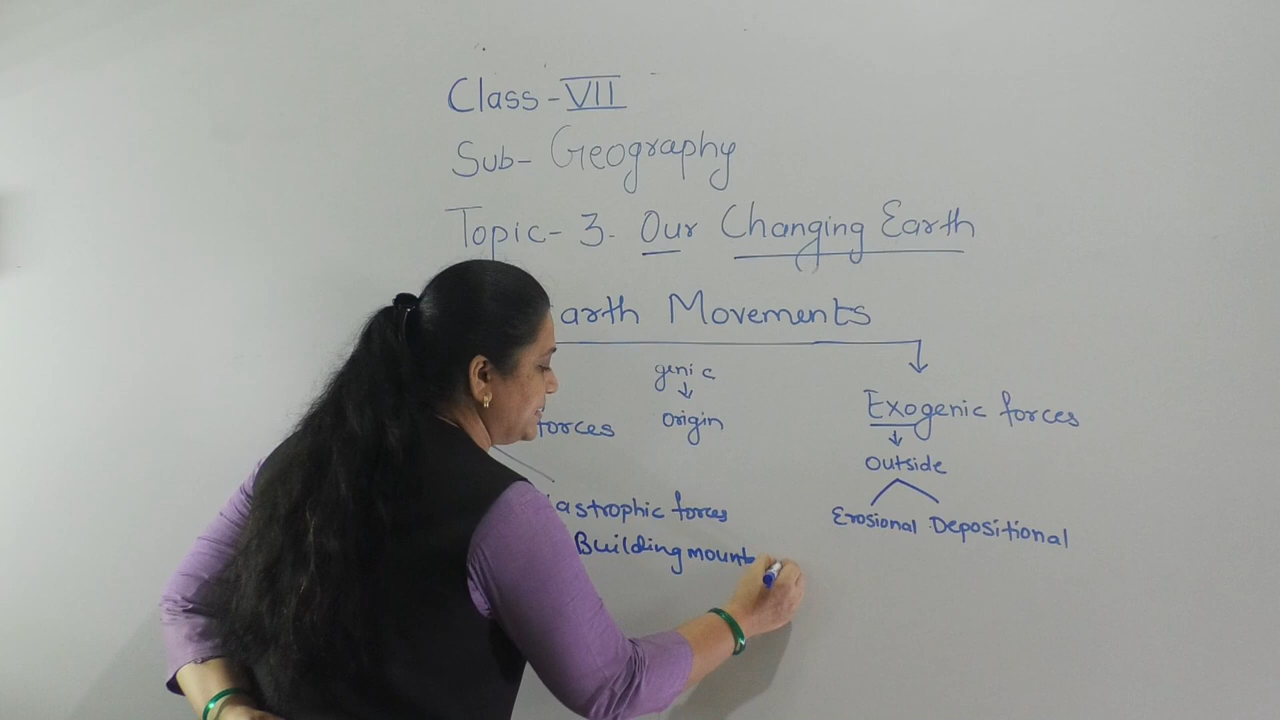 Class - VII
Sub- Geography
Topic- 3. Our Changing Earth
arth Movements
genic
↓
origin
forces
Exogenic forces
↓
Outside
Erosional Depositional
astrophic forces
Building mount